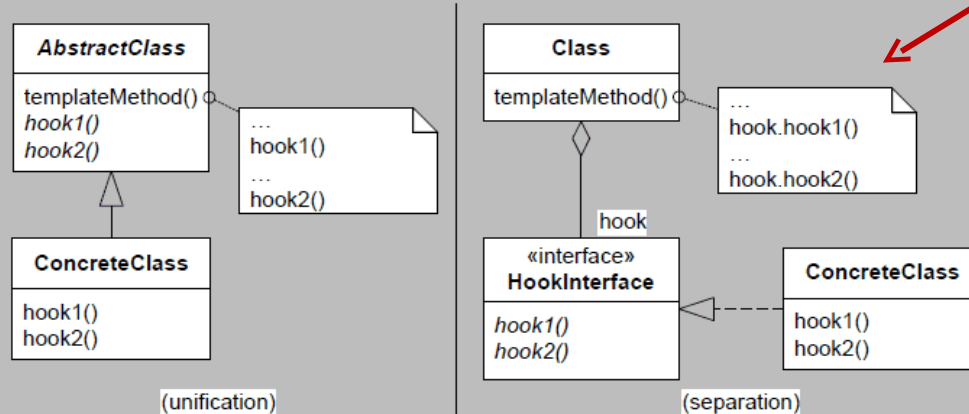 AbstractClass
templateMethod()
hook1()
hook2()
...
hook1()
...
hook2()
ConcreteClass
hook1()
hook2()
(unification)
Class
templateMethod()
...
hook.hook1()
...
hook.hook2()
hook
«interface»
HookInterface
hook1()
hook2()
ConcreteClass
hook1()
hook2()
(separation)